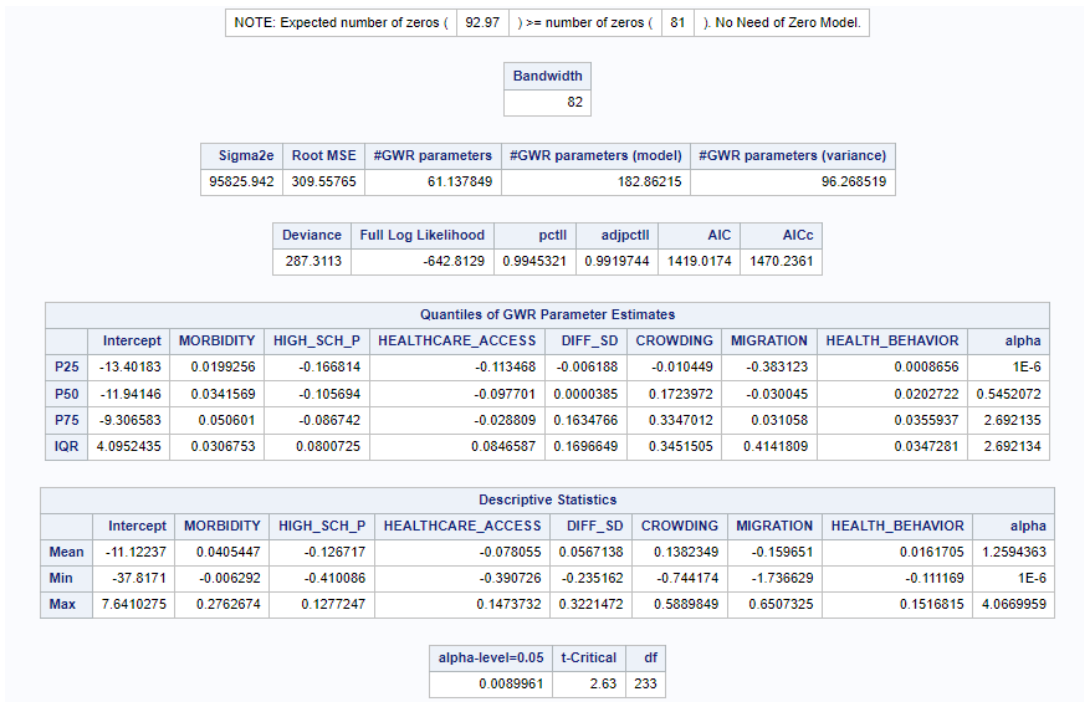 NOTE: Expected number of zeros ( 92.97 ) >= number of zeros ( 81 ). No Need of Zero Model.
Bandwidth
82
Sigma2e Root MSE #GWR parameters #GWR parameters (model) #GWR parameters (variance)
95825.942 309.55765 61.137849 182.86215 96.268519
Deviance Full Log Likelihood pctll adjpctll AIC AICc
287.3113 -642.8129 0.9945321 0.9919744 1419.0174 1470.2361
Quantiles of GWR Parameter Estimates
Intercept MORBIDITY HIGH_SCH_P HEALTHCARE_ACCESS DIFF_SD CROWDING MIGRATION HEALTH_BEHAVIOR alpha
P25 -13.40183 0.0199256 -0.166814 -0.113468 -0.006188 -0.010449 -0.383123 0.0008656 1E-6
P50 -11.94146 0.0341569 -0.105694 -0.097701 0.0000385 0.1723972 -0.030045 0.0202722 0.5452072
P75 -9.306583 0.050601 -0.086742 -0.028809 0.1634766 0.3347012 0.031058 0.0355937 2.692135
IQR 4.0952435 0.0306753 0.0800725 0.0846587 0.1696649 0.3451505 0.4141809 0.0347281 2.692134
Descriptive Statistics
Intercept MORBIDITY HIGH_SCH_P HEALTHCARE_ACCESS DIFF_SD CROWDING MIGRATION HEALTH_BEHAVIOR alpha
Mean -11.12237 0.0405447 -0.126717 -0.078055 0.0567138 0.1382349 -0.159651 0.0161705 1.2594363
Min -37.8171 -0.006292 -0.410086 -0.390726 -0.235162 -0.744174 -1.736629 -0.111169 1E-6
Max 7.6410275 0.2762674 0.1277247 0.1473732 0.3221472 0.5889849 0.6507325 0.1516815 4.0669959
alpha-level=0.05 t-Critical df
0.0089961 2.63 233